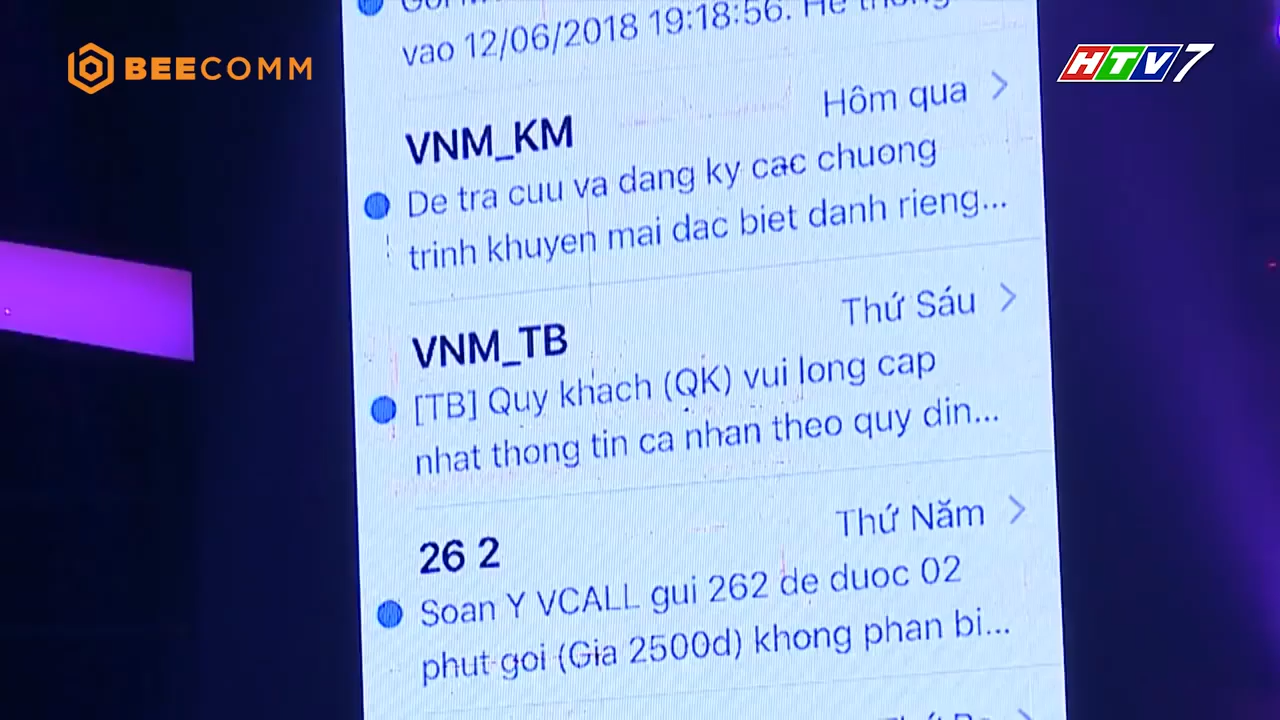 BEECOMM
HTV7
vao 12/06/2018 19:18:56. He thong
VNM_KM
Hôm qua
De tra cuu va dang ky cac chuong
trinh khuyen mai dac biet danh rieng...
VNM_TB
Thứ Sáu
[TB] Quy khach (QK) vui long cap
nhat thong tin ca nhan theo quy din...
26 2
Thứ Năm
Soan Y VCALL gui 262 de duoc 02
phut goi (Gia 2500d) khong phan bi...